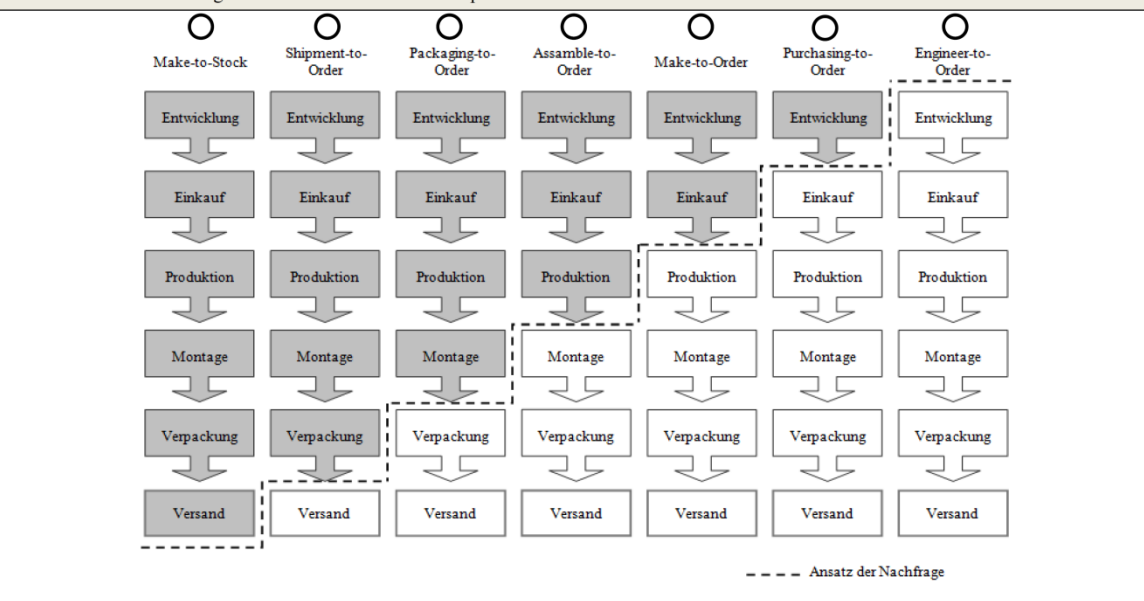 Make-to-Stock
Shipment-to-
Order
Packaging-to-
Order
Assamble-to-
Order
Make-to-Order
Purchasing-to-
Order
Engineer-to-
Order
Entwicklung Entwicklung Entwicklung Entwicklung Entwicklung Entwicklung Entwicklung
Einkauf Einkauf Einkauf Einkauf Einkauf Einkauf Einkauf
Produktion Produktion Produktion Produktion Produktion Produktion Produktion
Montage Montage Montage Montage Montage Montage Montage
Verpackung Verpackung Verpackung Verpackung Verpackung Verpackung Verpackung
Versand Versand Versand Versand Versand Versand Versand
Ansatz der Nachfrage